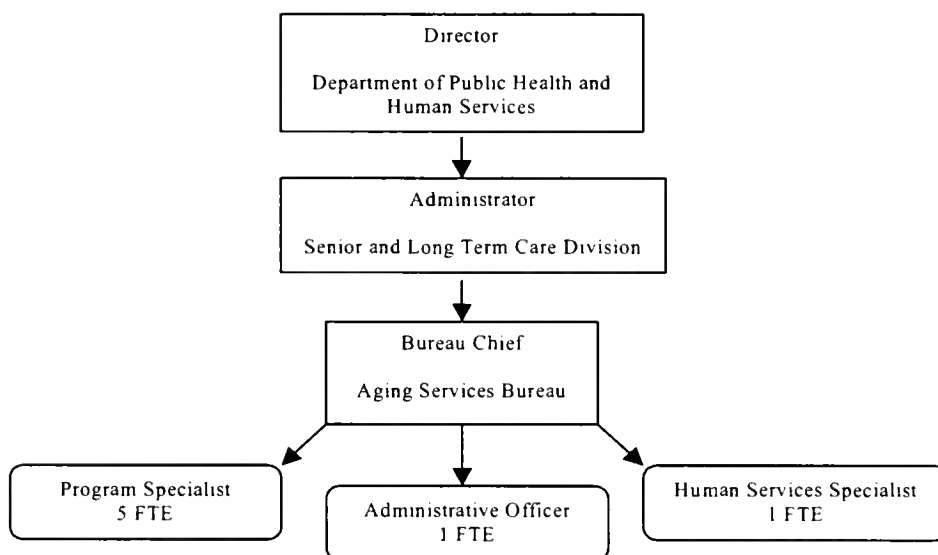 Director
Department of Public Health and
Human Services
Administrator
Senior and Long Term Care Division
Bureau Chief
Aging Services Bureau
Program Specialist
5 FTE
Administrative Officer
1 FTE
Human Services Specialist
1 FTE